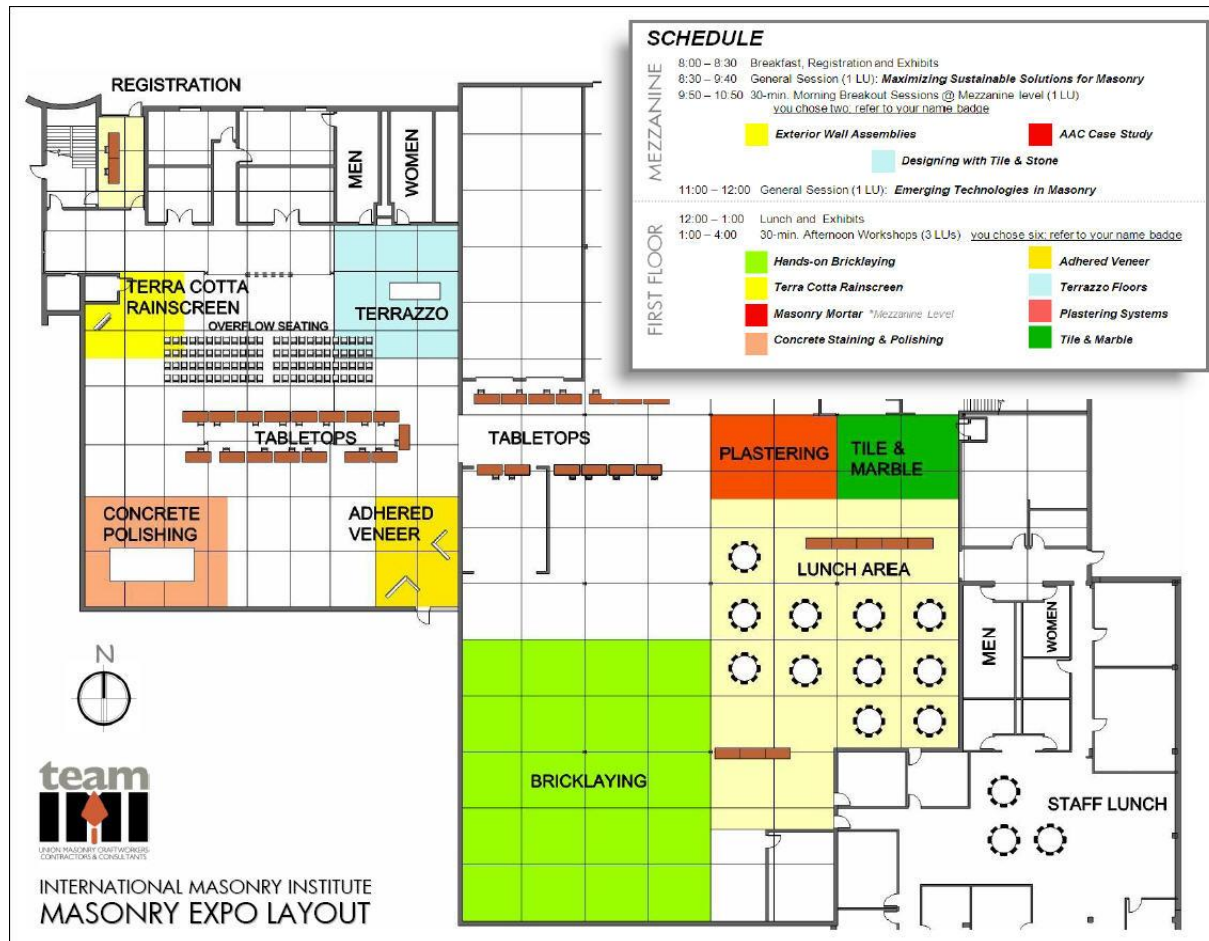 SCHEDULE
MEZZANINE
8:00 – 8:30 Breakfast, Registration and Exhibits
8:30 – 9:40 General Session (1 LU): Maximizing Sustainable Solutions for Masonry
9:50 – 10:50 30-min. Morning Breakout Sessions @ Mezzanine level (1 LU)
you chose two; refer to your name badge
Exterior Wall Assemblies
AAC Case Study
Designing with Tile & Stone
11:00 – 12:00 General Session (1 LU): Emerging Technologies in Masonry
FIRST FLOOR
12:00 – 1:00 Lunch and Exhibits
1:00 – 4:00 30-min. Afternoon Workshops (3 LUs) you chose six; refer to your name badge
Hands-on Bricklaying
Adhered Veneer
Terra Cotta Rainscreen
Terrazzo Floors
Masonry Mortar *Mezzanine Level
Plastering Systems
Concrete Staining & Polishing
Tile & Marble
REGISTRATION
MEN
WOMEN
TERRA COTTA
RAINSCREEN
TERRAZZO
OVERFLOW SEATING
TABLETOPS
TABLETOPS
PLASTERING
TILE &
MARBLE
CONCRETE
POLISHING
ADHERED
VENEER
LUNCH AREA
MEN
WOMEN
BRICKLAYING
STAFF LUNCH
N
team
IMI
UNION MASONRY CRAFTWORKERS
CONTRACTORS & CONSULTANTS
INTERNATIONAL MASONRY INSTITUTE
MASONRY EXPO LAYOUT